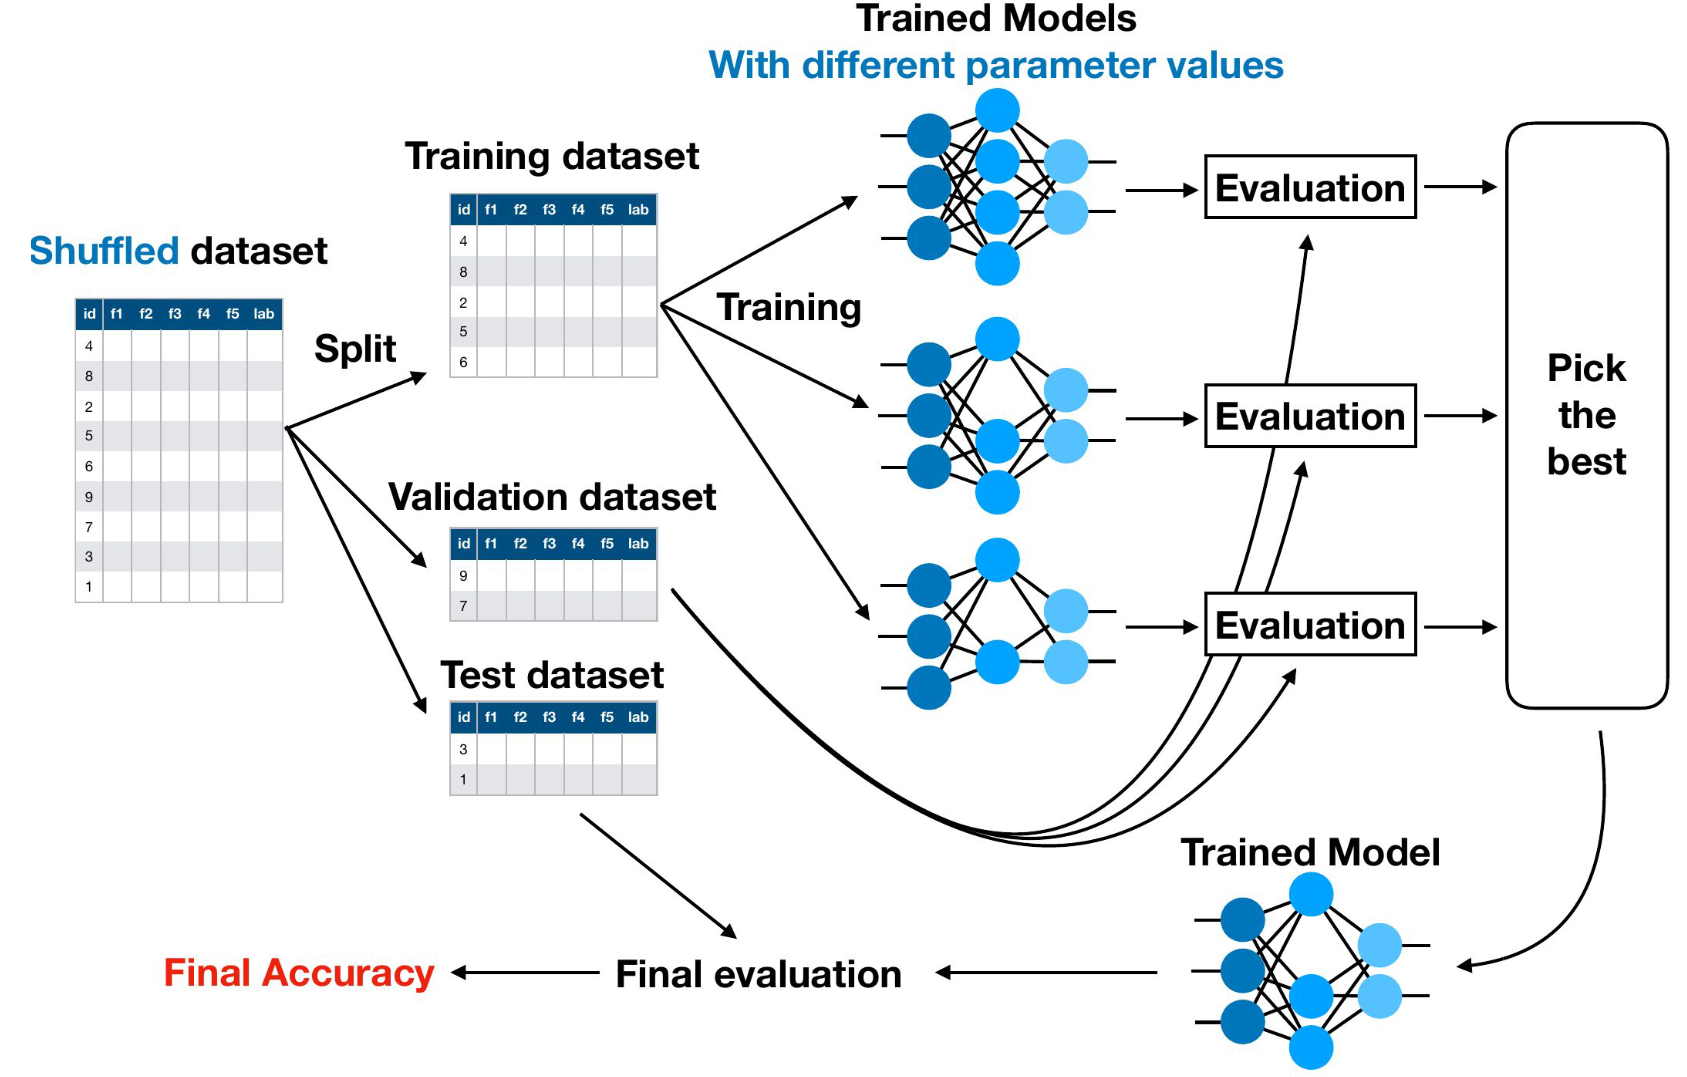 Trained Models
With different parameter values
Training dataset
id f1 f2 f3 f4 f5 lab
4
8
2
5
6
Shuffled dataset
id f1 f2 f3 f4 f5 lab
4
8
2
5
6
9
7
3
1
Split
Training
Validation dataset
id f1 f2 f3 f4 f5 lab
9
7
Test dataset
id f1 f2 f3 f4 f5 lab
3
1
Evaluation
Evaluation
Evaluation
Pick
the
best
Trained Model
Final evaluation
Final Accuracy